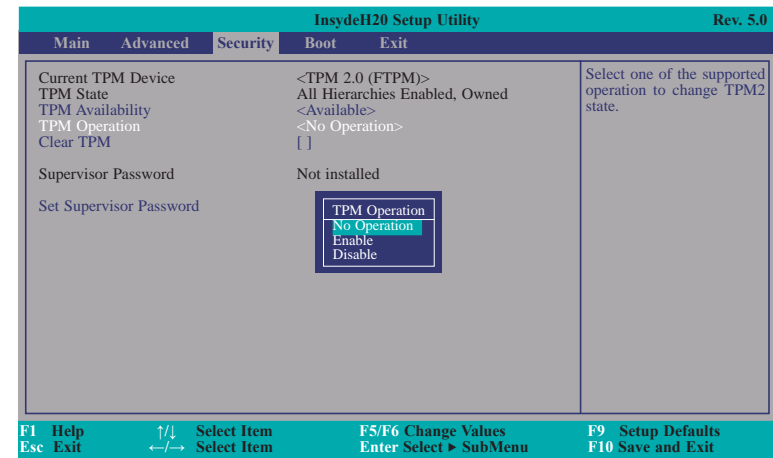 InsydeH20 Setup Utility Rev. 5.0
Main Advanced Security Boot Exit
Current TPM Device <TPM 2.0 (FTPM)>
TPM State All Hierarchies Enabled, Owned
TPM Availability <Available>
TPM Operation <No Operation>
Clear TPM [ ]
Supervisor Password Not installed
Set Supervisor Password
TPM Operation
No Operation
Enable
Disable
Select one of the supported
operation to change TPM2
state.
F1 Help ↑/↓ Select Item F5/F6 Change Values F9 Setup Defaults
Esc Exit ←/→ Select Item Enter Select ► SubMenu F10 Save and Exit